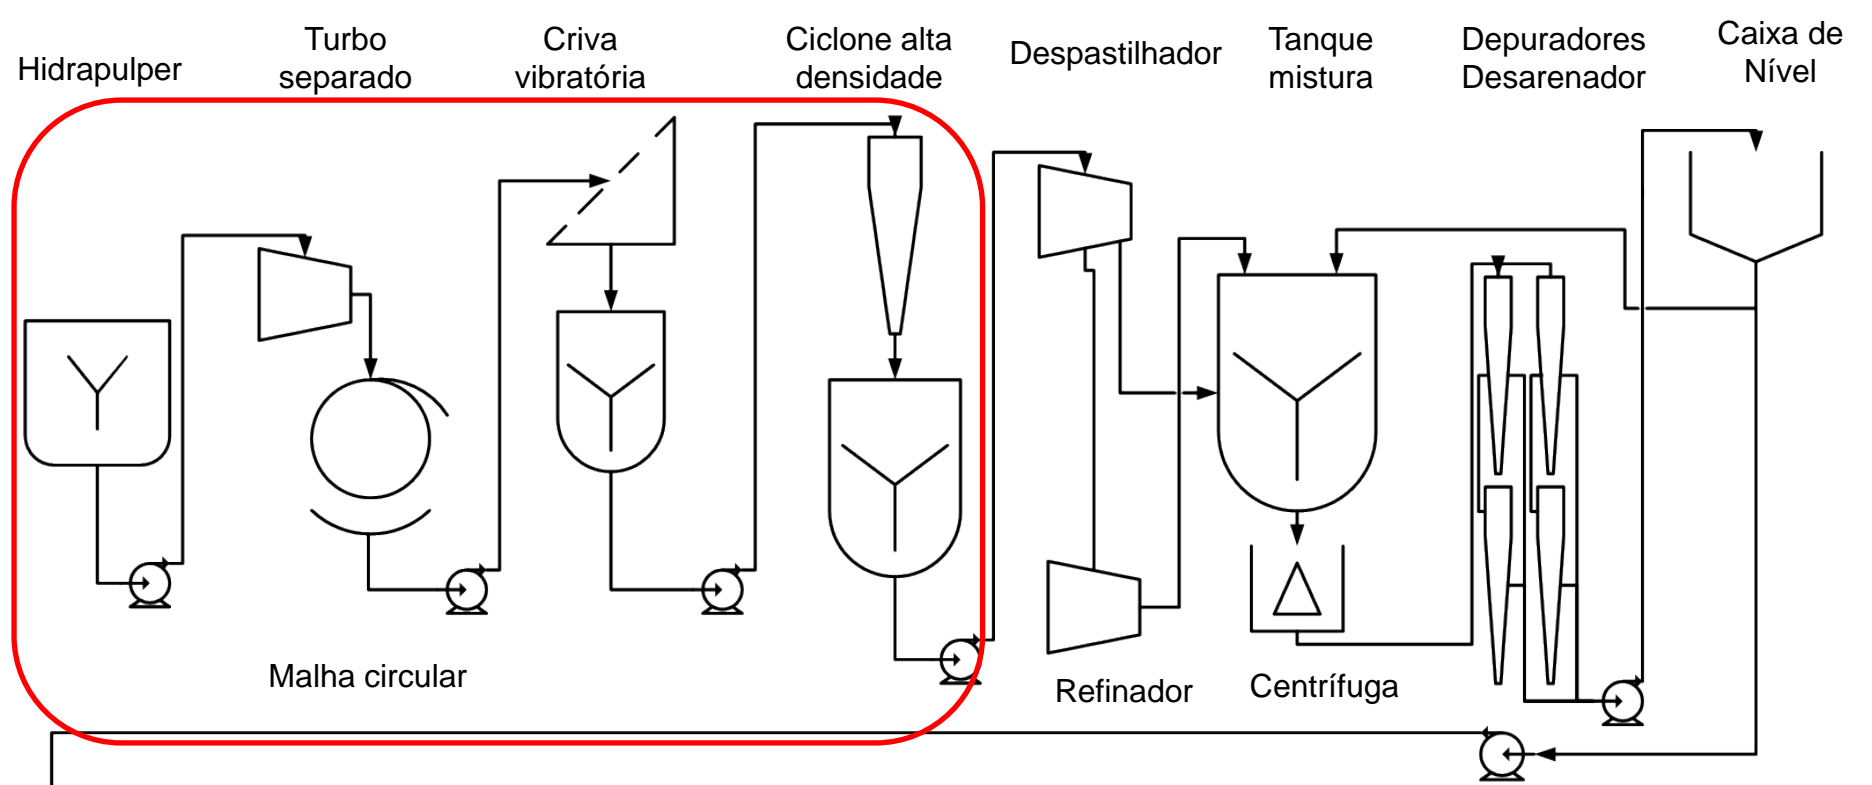 Hidrapulper
Turbo
separado
Criva
vibratória
Ciclone alta
densidade
Despastilhador
Tanque
mistura
Depuradores
Desarenador
Caixa de
Nível
Malha circular
Refinador
Centrífuga